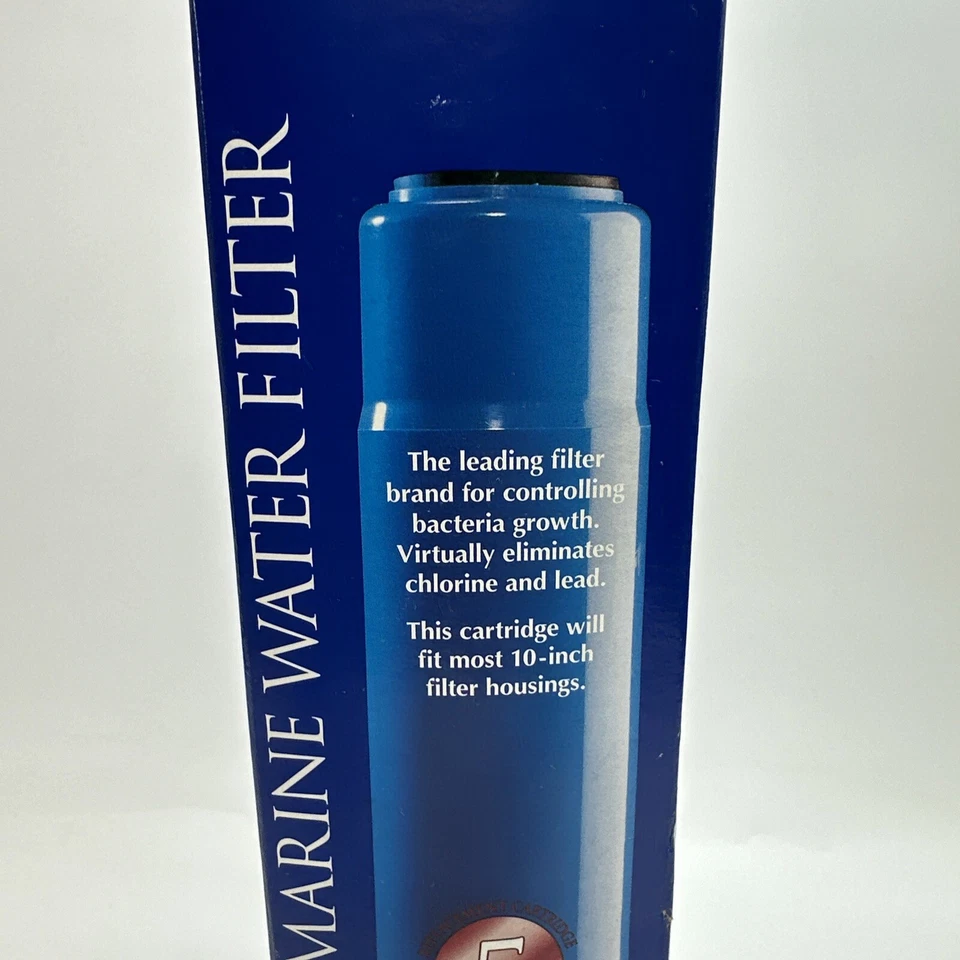 MARINE WATER FILTER
The leading filter
brand for controlling
bacteria growth.
Virtually eliminates
chlorine and lead.
This cartridge will
fit most 10-inch
filter housings.
CARTRIDGE